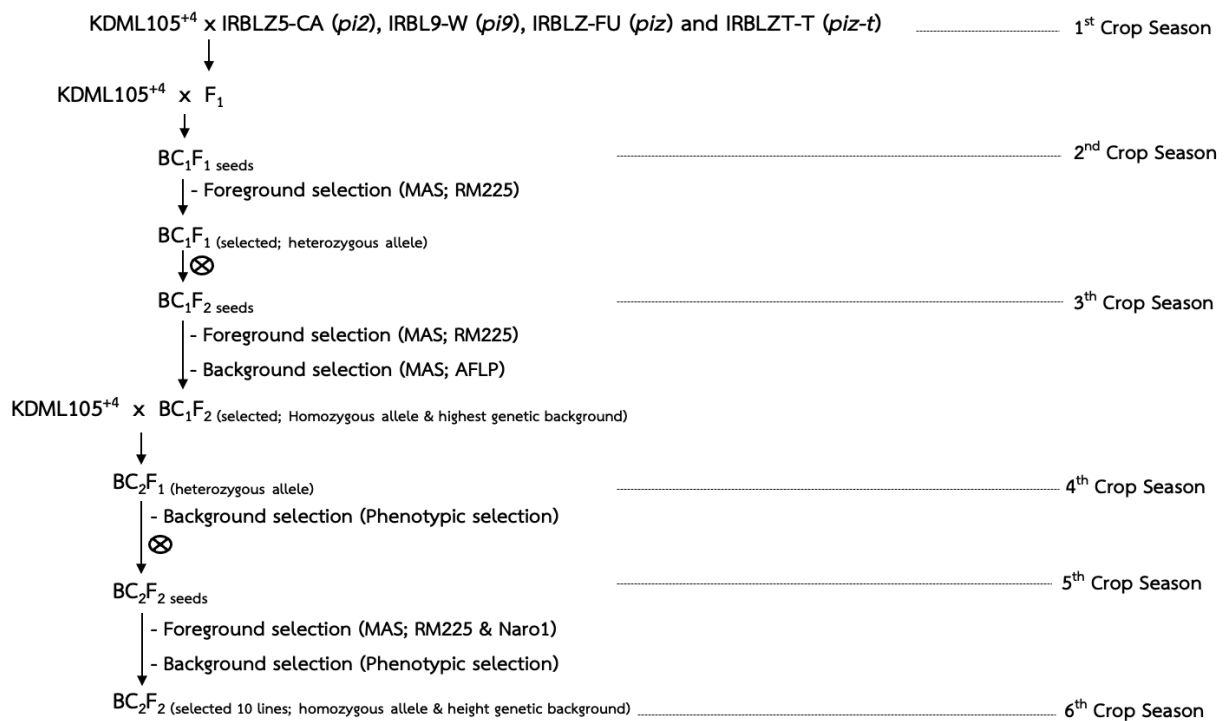 KDML105+4 x IRBLZ5-CA (pi2), IRBL9-W (pi9), IRBLZ-FU (piz) and IRBLZT-T (piz-t) 1st Crop Season
KDML105+4 x F1
BC1F1 seeds 2nd Crop Season
- Foreground selection (MAS; RM225)
BC1F1 (selected; heterozygous allele)
BC1F2 seeds 3th Crop Season
- Foreground selection (MAS; RM225)
- Background selection (MAS; AFLP)
KDML105+4 x BC1F2 (selected; Homozygous allele & highest genetic background)
BC2F1 (heterozygous allele) 4th Crop Season
- Background selection (Phenotypic selection)
BC2F2 seeds 5th Crop Season
- Foreground selection (MAS; RM225 & Naro1)
- Background selection (Phenotypic selection)
BC2F2 (selected 10 lines; homozygous allele & height genetic background) 6th Crop Season